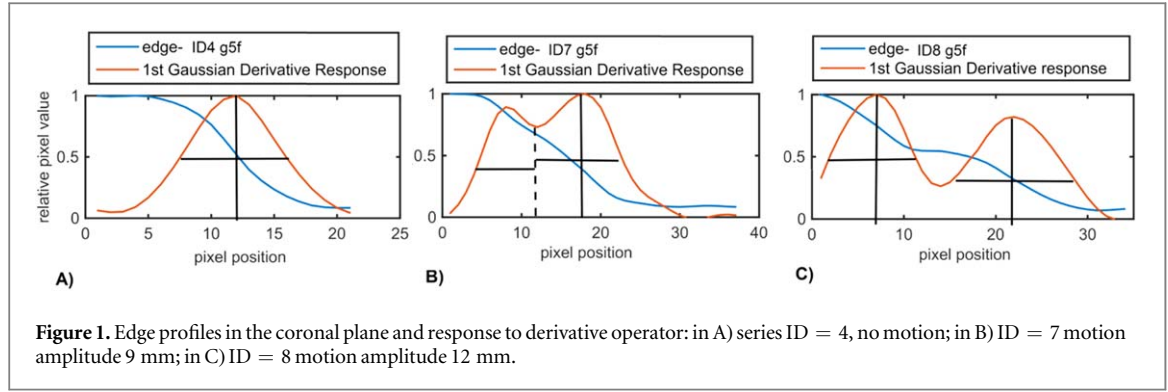 edge- ID4 g5f
1st Gaussian Derivative Response
edge- ID7 g5f
1st Gaussian Derivative Response
edge- ID8 g5f
1st Gaussian Derivative response
relative pixel value
1
0.5
0
0 5 10 15 20 25
pixel position
A)
1
0.5
0
0 10 20 30 40
pixel position
B)
1
0.5
0
0 10 20 30
pixel position
C)
Figure 1. Edge profiles in the coronal plane and response to derivative operator: in A) series ID = 4, no motion; in B) ID = 7 motion
amplitude 9 mm; in C) ID = 8 motion amplitude 12 mm.